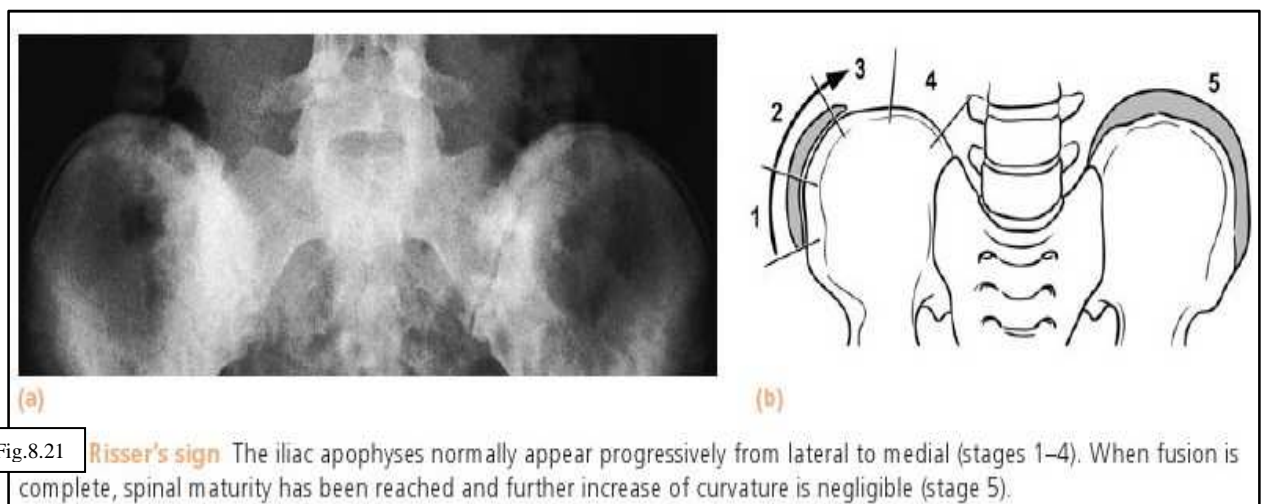 1
2
3
4
5
(a)
(b)
Fig.8.21
Risser's sign The iliac apophyses normally appear progressively from lateral to medial (stages 1–4). When fusion is
complete, spinal maturity has been reached and further increase of curvature is negligible (stage 5).